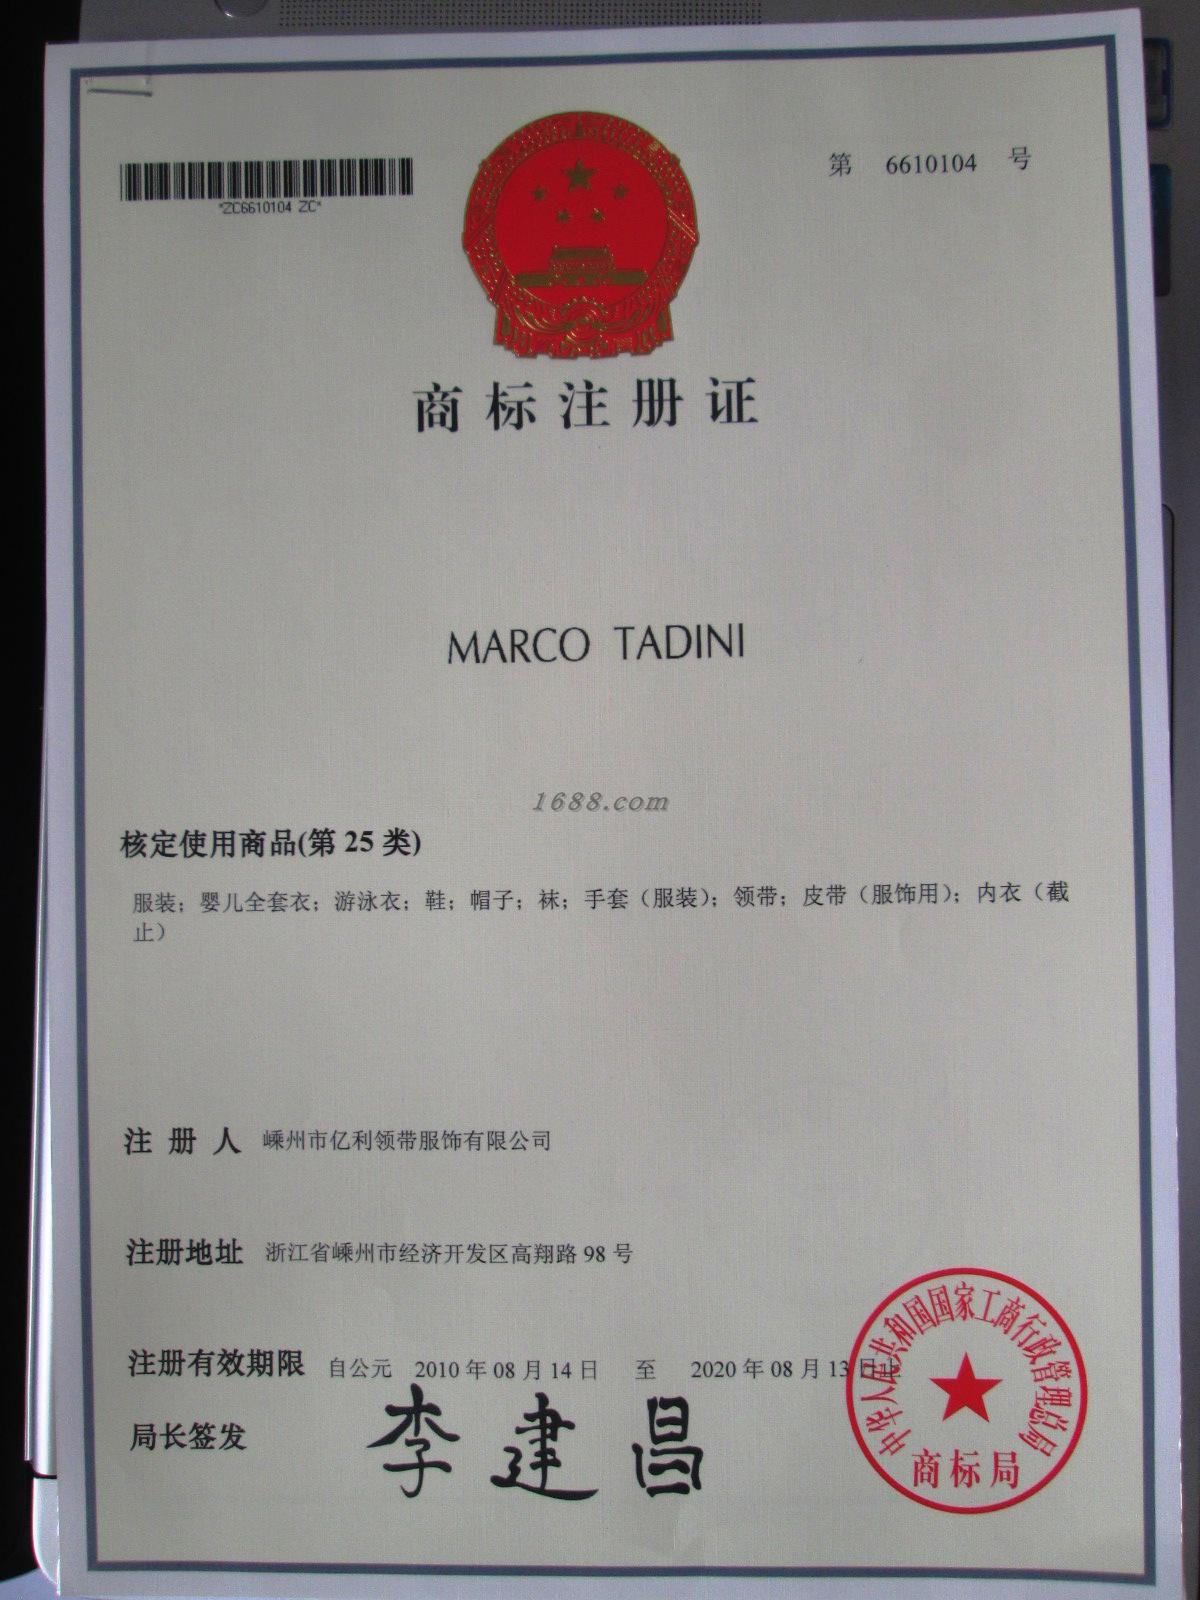 *ZC6610104 ZC*
第 6610104 号
商标注册证
MARCO TADINI
1688.com
核定使用商品(第 25 类)
服装；婴儿全套衣；游泳衣；鞋；帽子；袜；手套（服装）；领带；皮带（服饰用）；内衣（截
止）
注 册 人 嵊州市亿利领带服饰有限公司
注册地址 浙江省嵊州市经济开发区高翔路 98 号
注册有效期限 自公元 2010 年 08 月 14 日 至 2020 年 08 月 13 日止
局长签发 李建昌
中华人民共和国国家工商行政管理总局
商标局